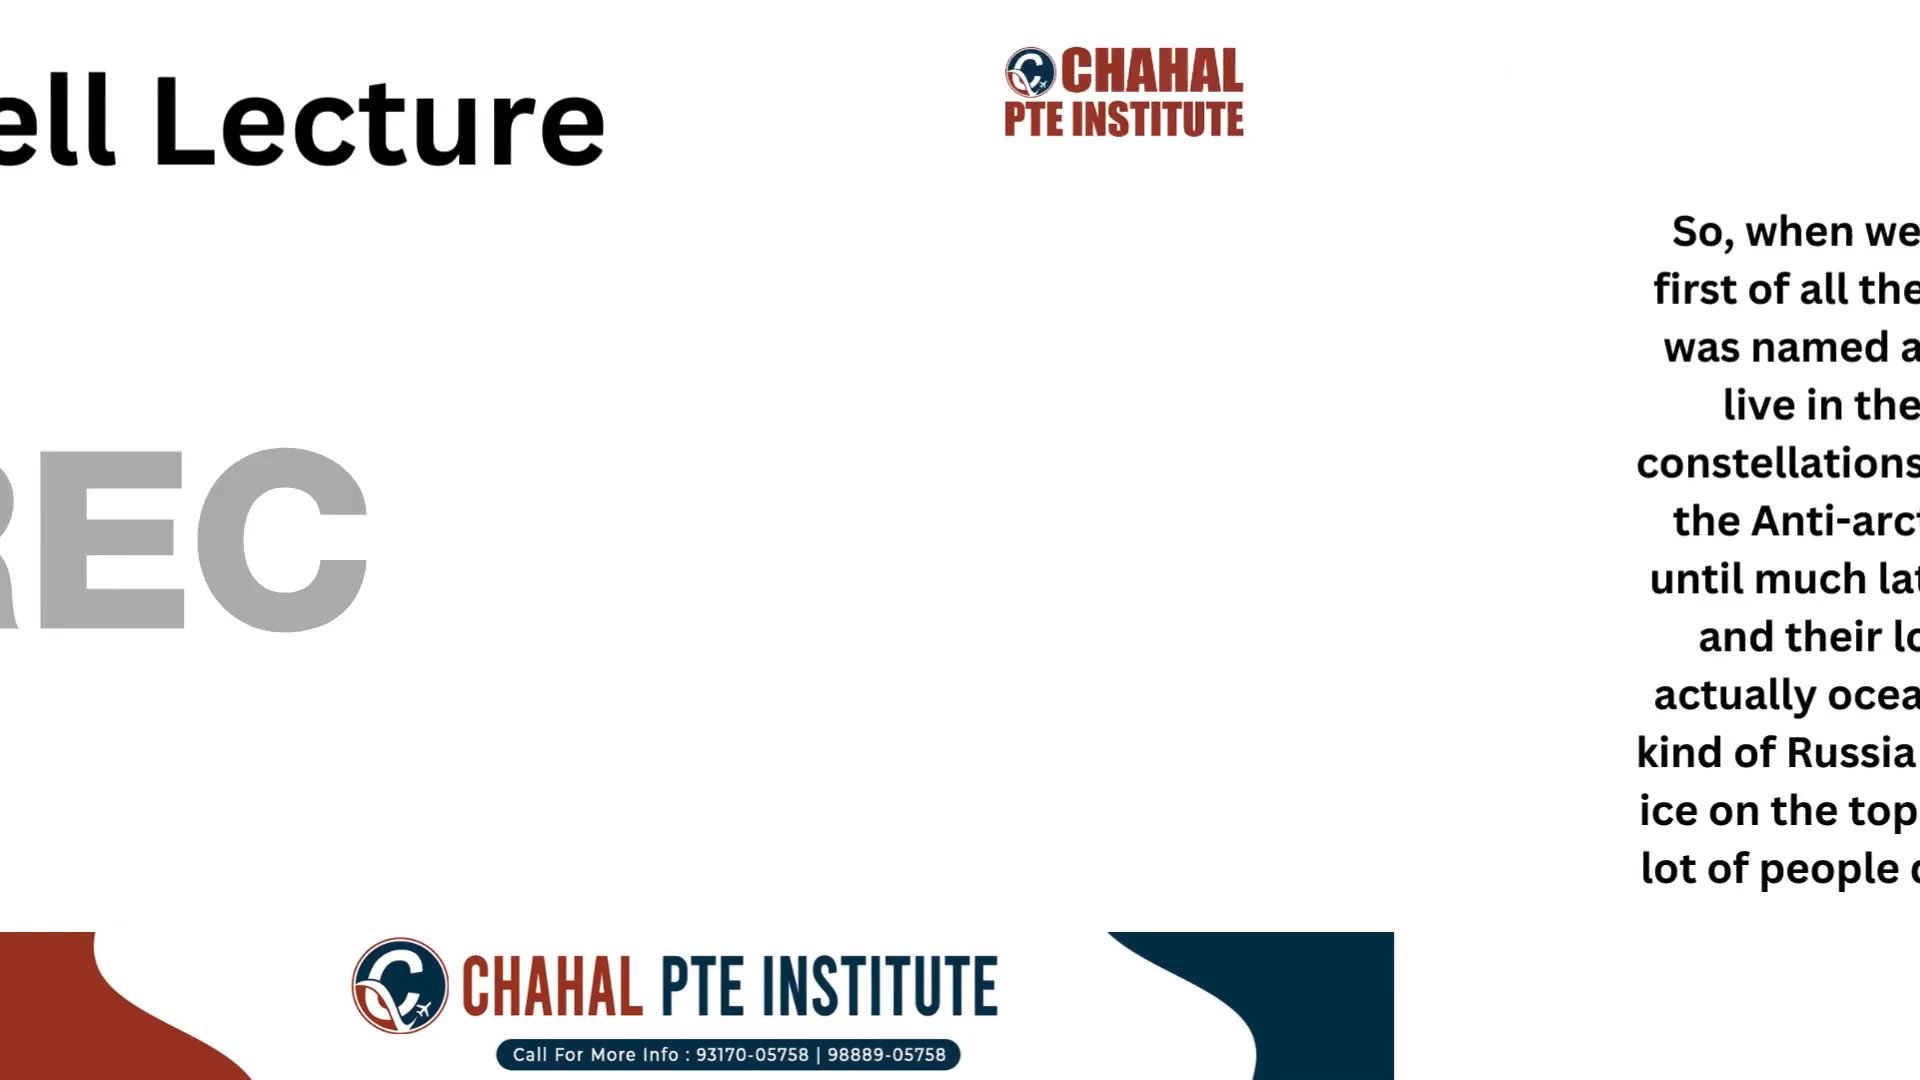 ell Lecture
CHAHAL
PTE INSTITUTE
REC
So, when we
first of all the
was named a
live in the
constellations
the Anti-arct
until much lat
and their lo
actually ocea
kind of Russia
ice on the top
lot of people
CHAHAL PTE INSTITUTE
Call For More Info : 93170-05758 | 98889-05758